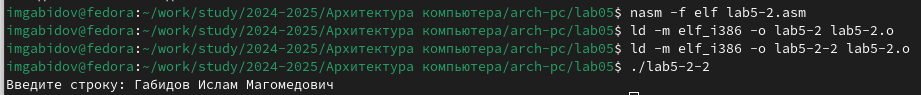 imgabidov@fedora:~/work/study/2024-2025/Архитектура компьютера/arch-pc/lab05$ nasm -f elf lab5-2.asm
imgabidov@fedora:~/work/study/2024-2025/Архитектура компьютера/arch-pc/lab05$ ld -m elf_i386 -o lab5-2 lab5-2.o
imgabidov@fedora:~/work/study/2024-2025/Архитектура компьютера/arch-pc/lab05$ ld -m elf_i386 -o lab5-2-2 lab5-2.o
imgabidov@fedora:~/work/study/2024-2025/Архитектура компьютера/arch-pc/lab05$ ./lab5-2-2
Введите строку: Габидов Ислам Магомедович